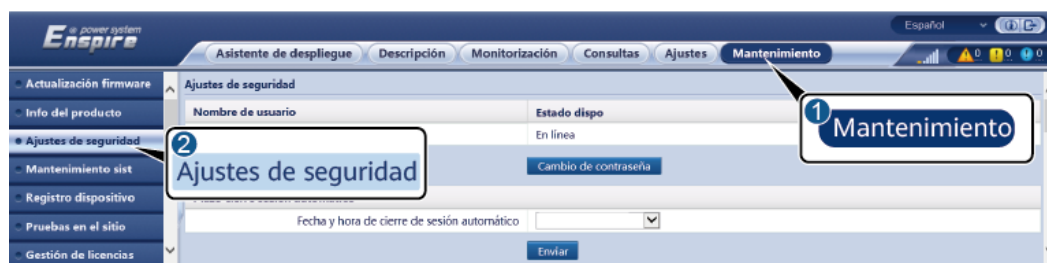 e power system
Enspire
Español
Asistente de despliegue Descripción Monitorización Consultas Ajustes Mantenimiento
0 0 0
Actualización firmware
Info del producto
Ajustes de seguridad
Mantenimiento sist
Registro dispositivo
Pruebas en el sitio
Gestión de licencias
Ajustes de seguridad
Nombre de usuario Estado dispo
En línea
Cambio de contraseña
Fecha y hora de cierre de sesión automático
Enviar
1
Mantenimiento
2
Ajustes de seguridad